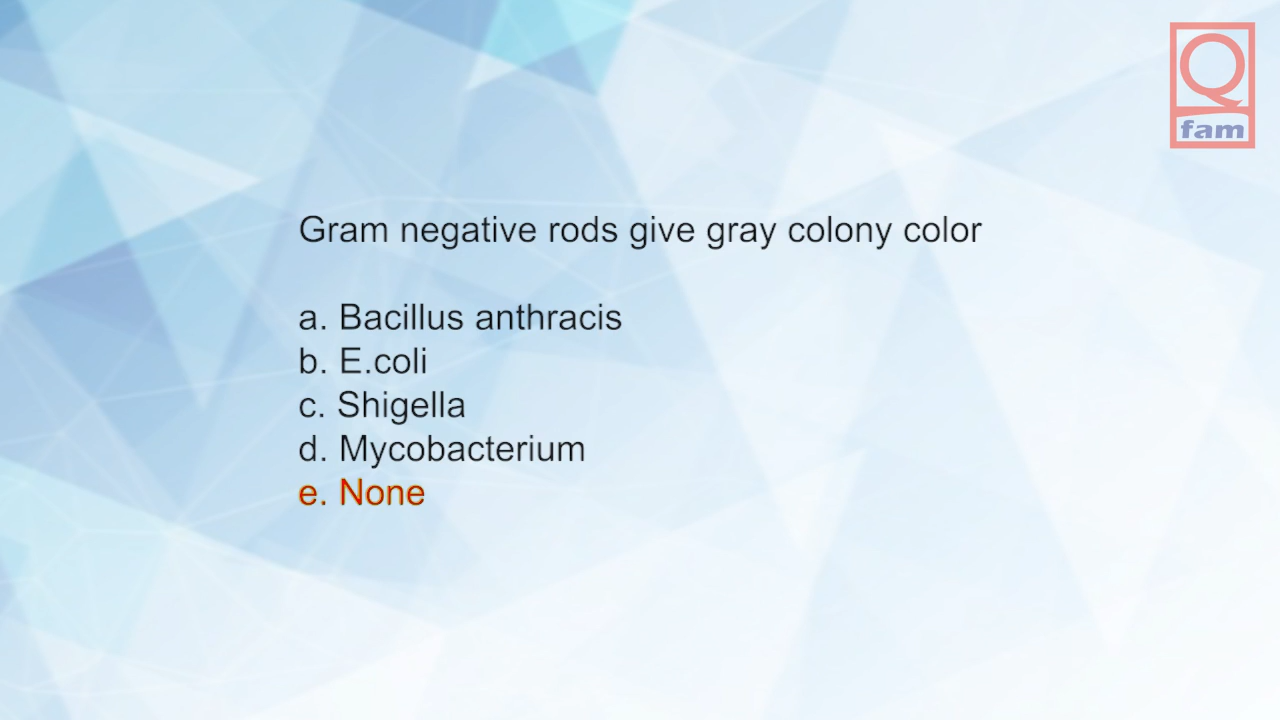 Q
fam
Gram negative rods give gray colony color
a. Bacillus anthracis
b. E.coli
c. Shigella
d. Mycobacterium
e. None